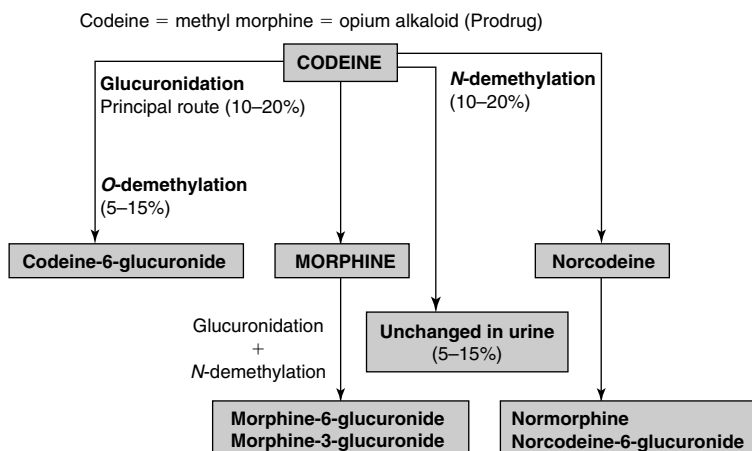 Codeine = methyl morphine = opium alkaloid (Prodrug)
CODEINE
Glucuronidation
Principal route (10–20%)
N-demethylation
(10–20%)
O-demethylation
(5–15%)
Codeine-6-glucuronide
MORPHINE
Norcodeine
Glucuronidation
+
N-demethylation
Unchanged in urine
(5–15%)
Morphine-6-glucuronide
Morphine-3-glucuronide
Normorphine
Norcodeine-6-glucuronide